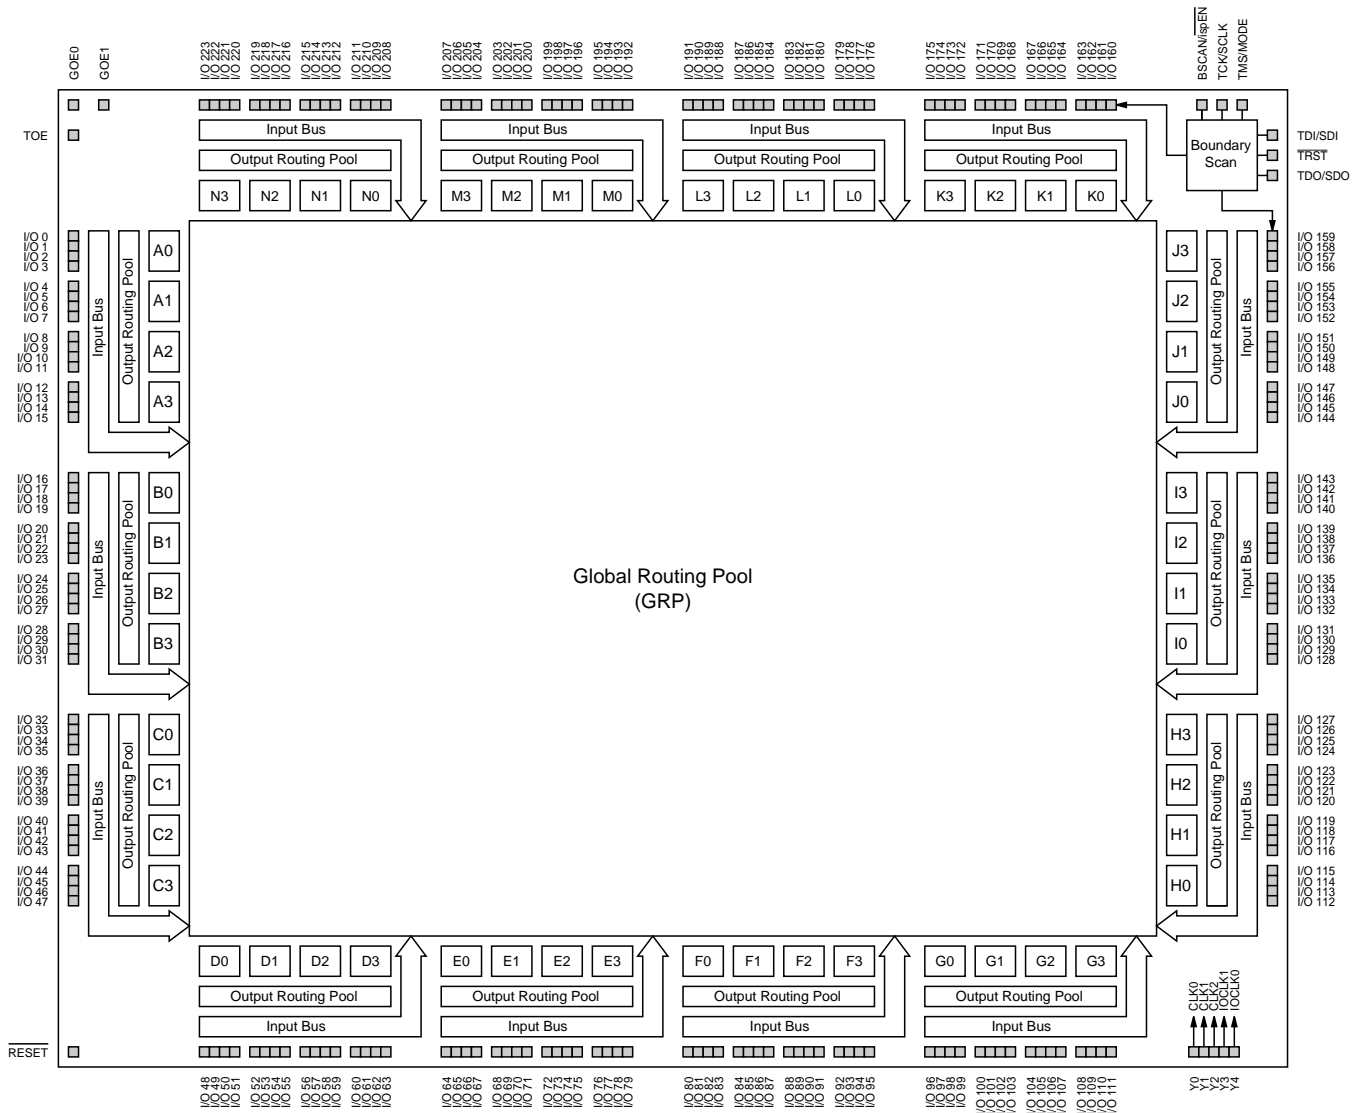 GOE0
GOE1
I/O 223
I/O 222
I/O 221
I/O 220
I/O 219
I/O 218
I/O 217
I/O 216
I/O 215
I/O 214
I/O 213
I/O 212
I/O 211
I/O 210
I/O 209
I/O 208
I/O 207
I/O 206
I/O 205
I/O 204
I/O 203
I/O 202
I/O 201
I/O 200
I/O 199
I/O 198
I/O 197
I/O 196
I/O 195
I/O 194
I/O 193
I/O 192
I/O 191
I/O 190
I/O 189
I/O 188
I/O 187
I/O 186
I/O 185
I/O 184
I/O 183
I/O 182
I/O 181
I/O 180
I/O 179
I/O 178
I/O 177
I/O 176
I/O 175
I/O 174
I/O 173
I/O 172
I/O 171
I/O 170
I/O 169
I/O 168
I/O 167
I/O 166
I/O 165
I/O 164
I/O 163
I/O 162
I/O 161
I/O 160
BSCAN/ispEN
TCK/SCLK
TMS/MODE
TOE
Input Bus
Input Bus
Input Bus
Input Bus
Boundary
Scan
TDI/SDI
TRST
TDO/SDO
Output Routing Pool
Output Routing Pool
Output Routing Pool
Output Routing Pool
N3
N2
N1
N0
M3
M2
M1
M0
L3
L2
L1
L0
K3
K2
K1
K0
I/O 0
I/O 1
I/O 2
I/O 3
I/O 4
I/O 5
I/O 6
I/O 7
I/O 8
I/O 9
I/O 10
I/O 11
I/O 12
I/O 13
I/O 14
I/O 15
Input Bus
Output Routing Pool
A0
A1
A2
A3
I/O 16
I/O 17
I/O 18
I/O 19
I/O 20
I/O 21
I/O 22
I/O 23
I/O 24
I/O 25
I/O 26
I/O 27
I/O 28
I/O 29
I/O 30
I/O 31
Input Bus
Output Routing Pool
B0
B1
B2
B3
I/O 32
I/O 33
I/O 34
I/O 35
I/O 36
I/O 37
I/O 38
I/O 39
I/O 40
I/O 41
I/O 42
I/O 43
I/O 44
I/O 45
I/O 46
I/O 47
Input Bus
Output Routing Pool
C0
C1
C2
C3
Global Routing Pool
(GRP)
J3
J2
J1
J0
Output Routing Pool
Input Bus
I/O 159
I/O 158
I/O 157
I/O 156
I/O 155
I/O 154
I/O 153
I/O 152
I/O 151
I/O 150
I/O 149
I/O 148
I/O 147
I/O 146
I/O 145
I/O 144
I3
I2
I1
I0
Output Routing Pool
Input Bus
I/O 143
I/O 142
I/O 141
I/O 140
I/O 139
I/O 138
I/O 137
I/O 136
I/O 135
I/O 134
I/O 133
I/O 132
I/O 131
I/O 130
I/O 129
I/O 128
H3
H2
H1
H0
Output Routing Pool
Input Bus
I/O 127
I/O 126
I/O 125
I/O 124
I/O 123
I/O 122
I/O 121
I/O 120
I/O 119
I/O 118
I/O 117
I/O 116
I/O 115
I/O 114
I/O 113
I/O 112
D0
D1
D2
D3
E0
E1
E2
E3
F0
F1
F2
F3
G0
G1
G2
G3
Output Routing Pool
Output Routing Pool
Output Routing Pool
Output Routing Pool
Input Bus
Input Bus
Input Bus
Input Bus
CLK0
CLK1
CLK2
IOCLK1
IOCLK0
RESET
I/O 48
I/O 49
I/O 50
I/O 51
I/O 52
I/O 53
I/O 54
I/O 55
I/O 56
I/O 57
I/O 58
I/O 59
I/O 60
I/O 61
I/O 62
I/O 63
I/O 64
I/O 65
I/O 66
I/O 67
I/O 68
I/O 69
I/O 70
I/O 71
I/O 72
I/O 73
I/O 74
I/O 75
I/O 76
I/O 77
I/O 78
I/O 79
I/O 80
I/O 81
I/O 82
I/O 83
I/O 84
I/O 85
I/O 86
I/O 87
I/O 88
I/O 89
I/O 90
I/O 91
I/O 92
I/O 93
I/O 94
I/O 95
I/O 96
I/O 97
I/O 98
I/O 99
I/O 100
I/O 101
I/O 102
I/O 103
I/O 104
I/O 105
I/O 106
I/O 107
I/O 108
I/O 109
I/O 110
I/O 111
Y0
Y1
Y2
Y3
Y4